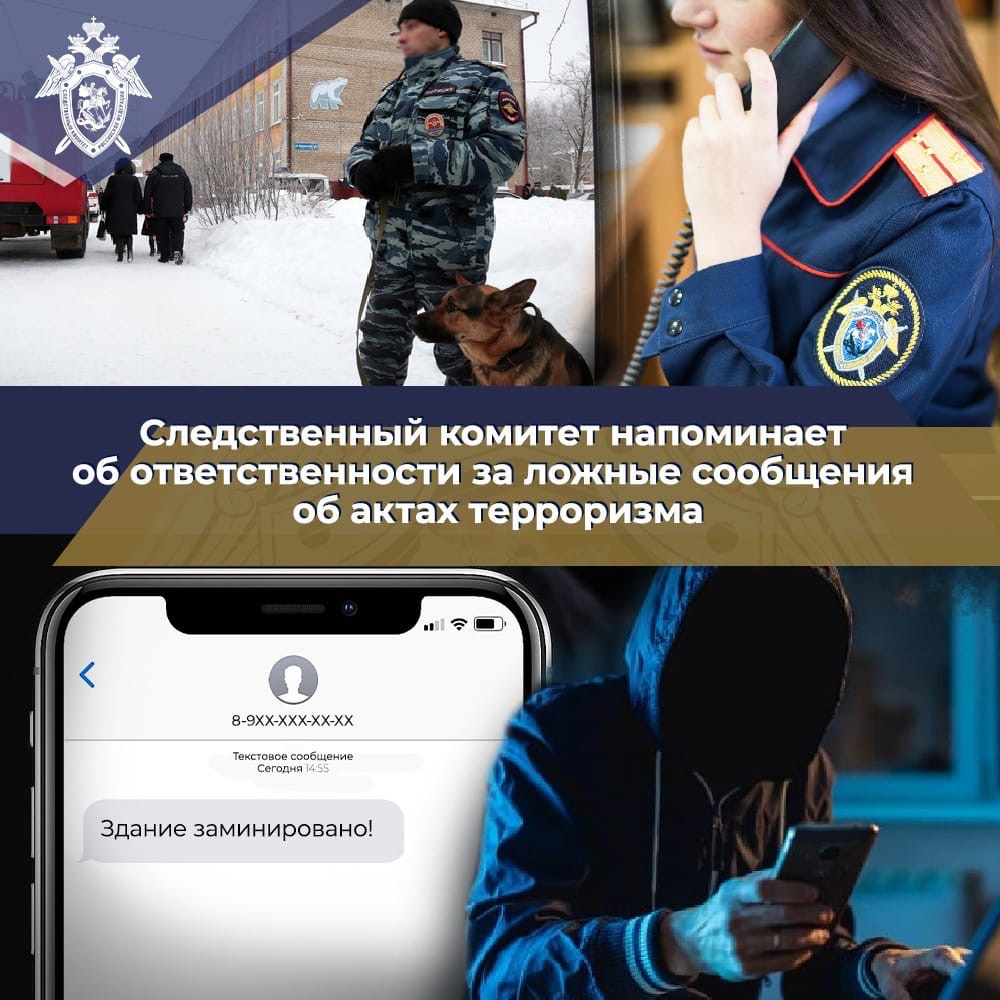 ПОЛИЦИЯ
Следственный комитет напоминает
об ответственности за ложные сообщения
об актах терроризма
8-9XX-XXX-XX-XX
Текстовое сообщение
Сегодня 14:55
Здание заминировано!